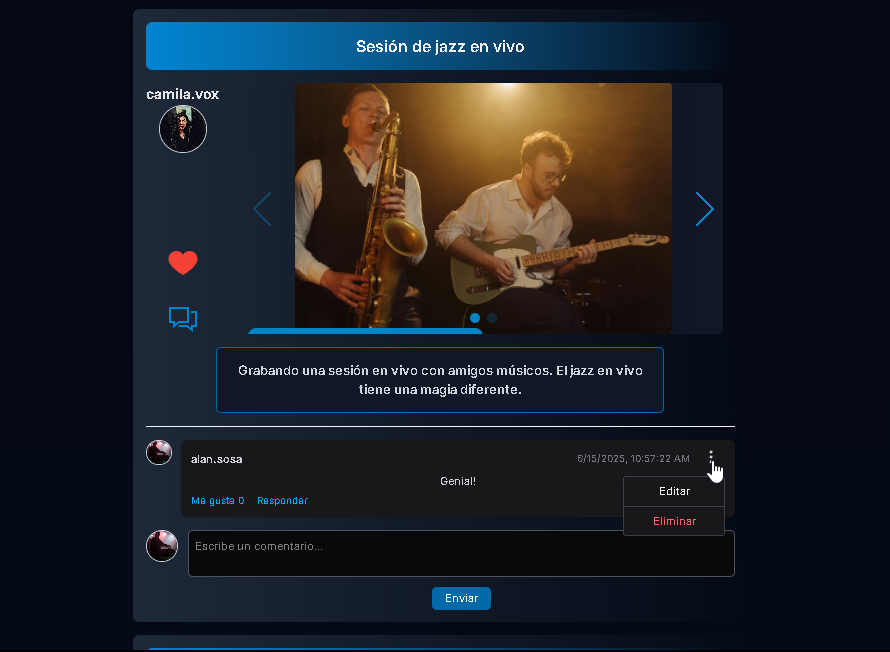 Sesión de jazz en vivo
camila.vox
Grabando una sesión en vivo con amigos músicos. El jazz en vivo
tiene una magia diferente.
alan.sosa
6/15/2025, 10:57:22 AM
Genial!
Me gusta 0 Responder
Editar
Eliminar
Escribe un comentario...
Enviar